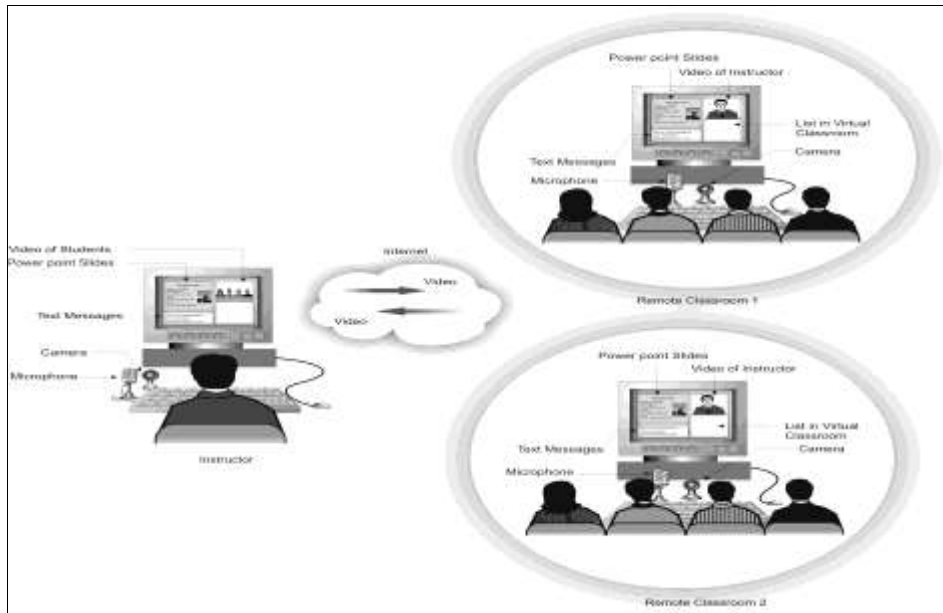 Power point Slides
Video of Instructor
List in Virtual
Classroom
Camera
Text Messages
Microphone
Remote Classroom 1
Video of Students
Power point Slides
Text Messages
Camera
Microphone
Instructor
Internet
Video
Video
Power point Slides
Video of Instructor
List in Virtual
Classroom
Camera
Text Messages
Microphone
Remote Classroom 2